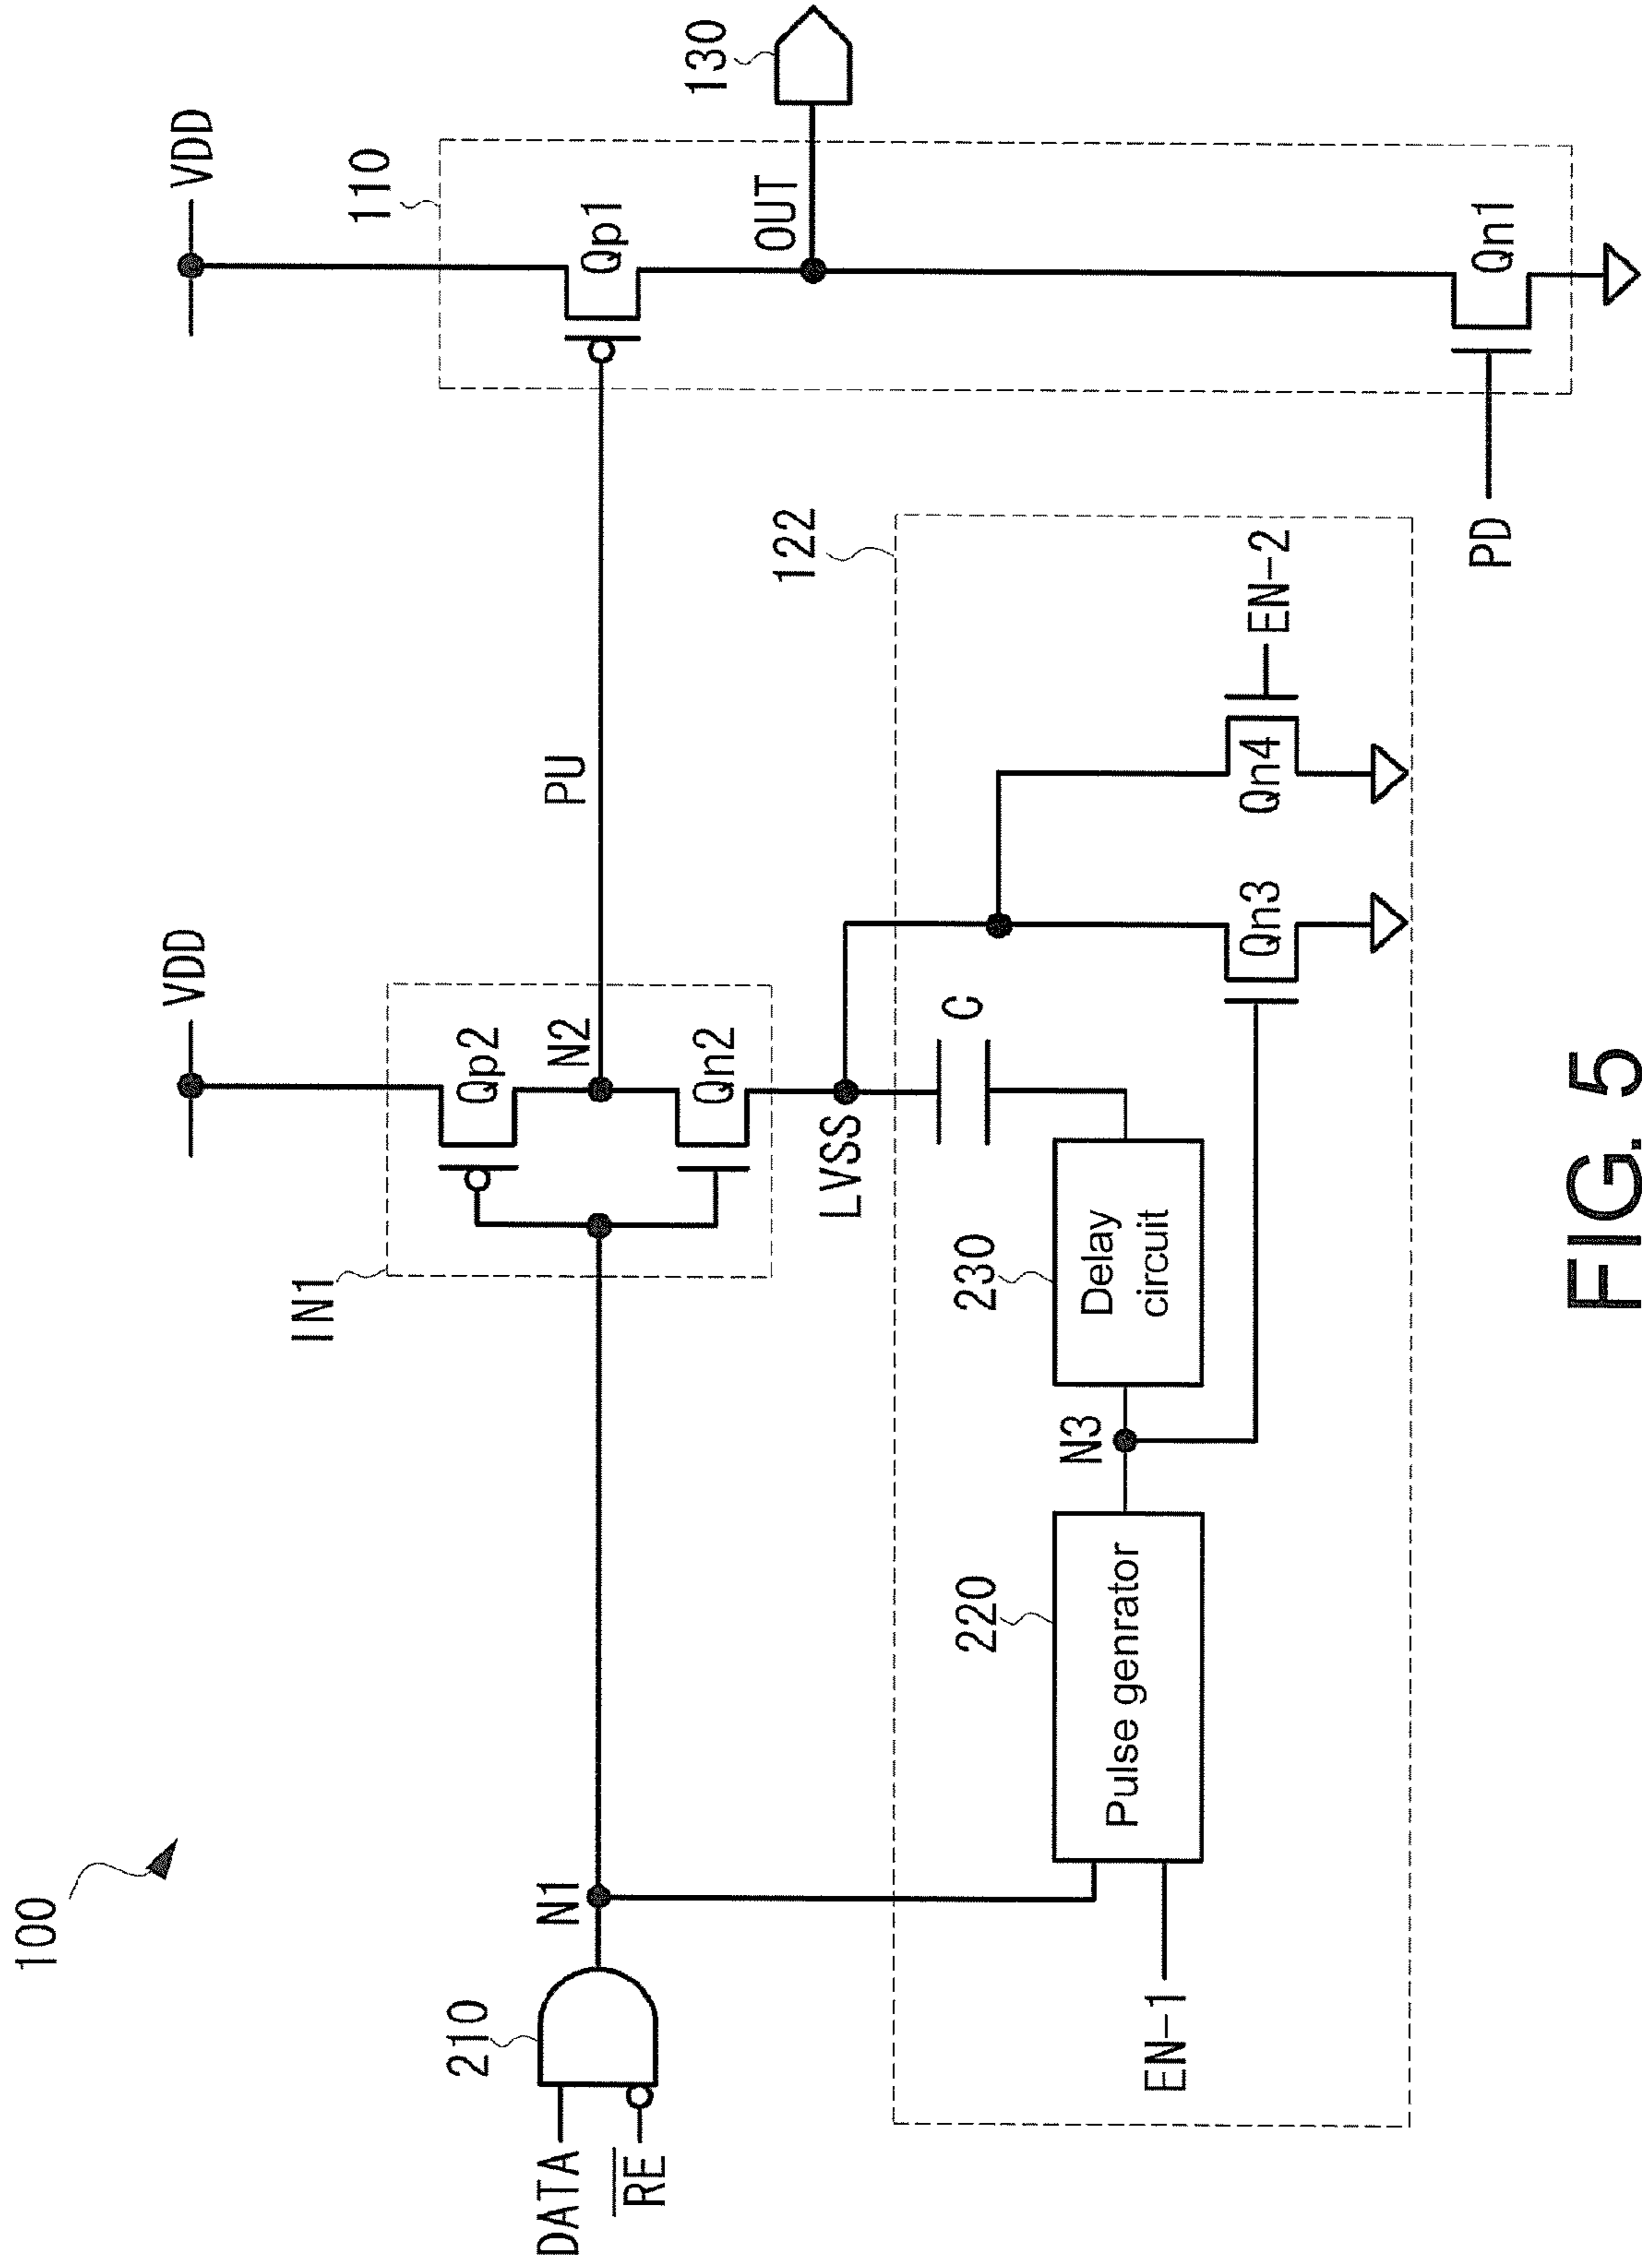 100
VDD
VDD
110
130
IN1
Qp2
N2
PU
Qp1
OUT
210
DATA
RE
N1
Qn2
LVSS
C
122
230
Delay
circuit
220
Pulse genrator
N3
EN-1
Qn3
Qn4
EN-2
PD
Qn1
FIG. 5